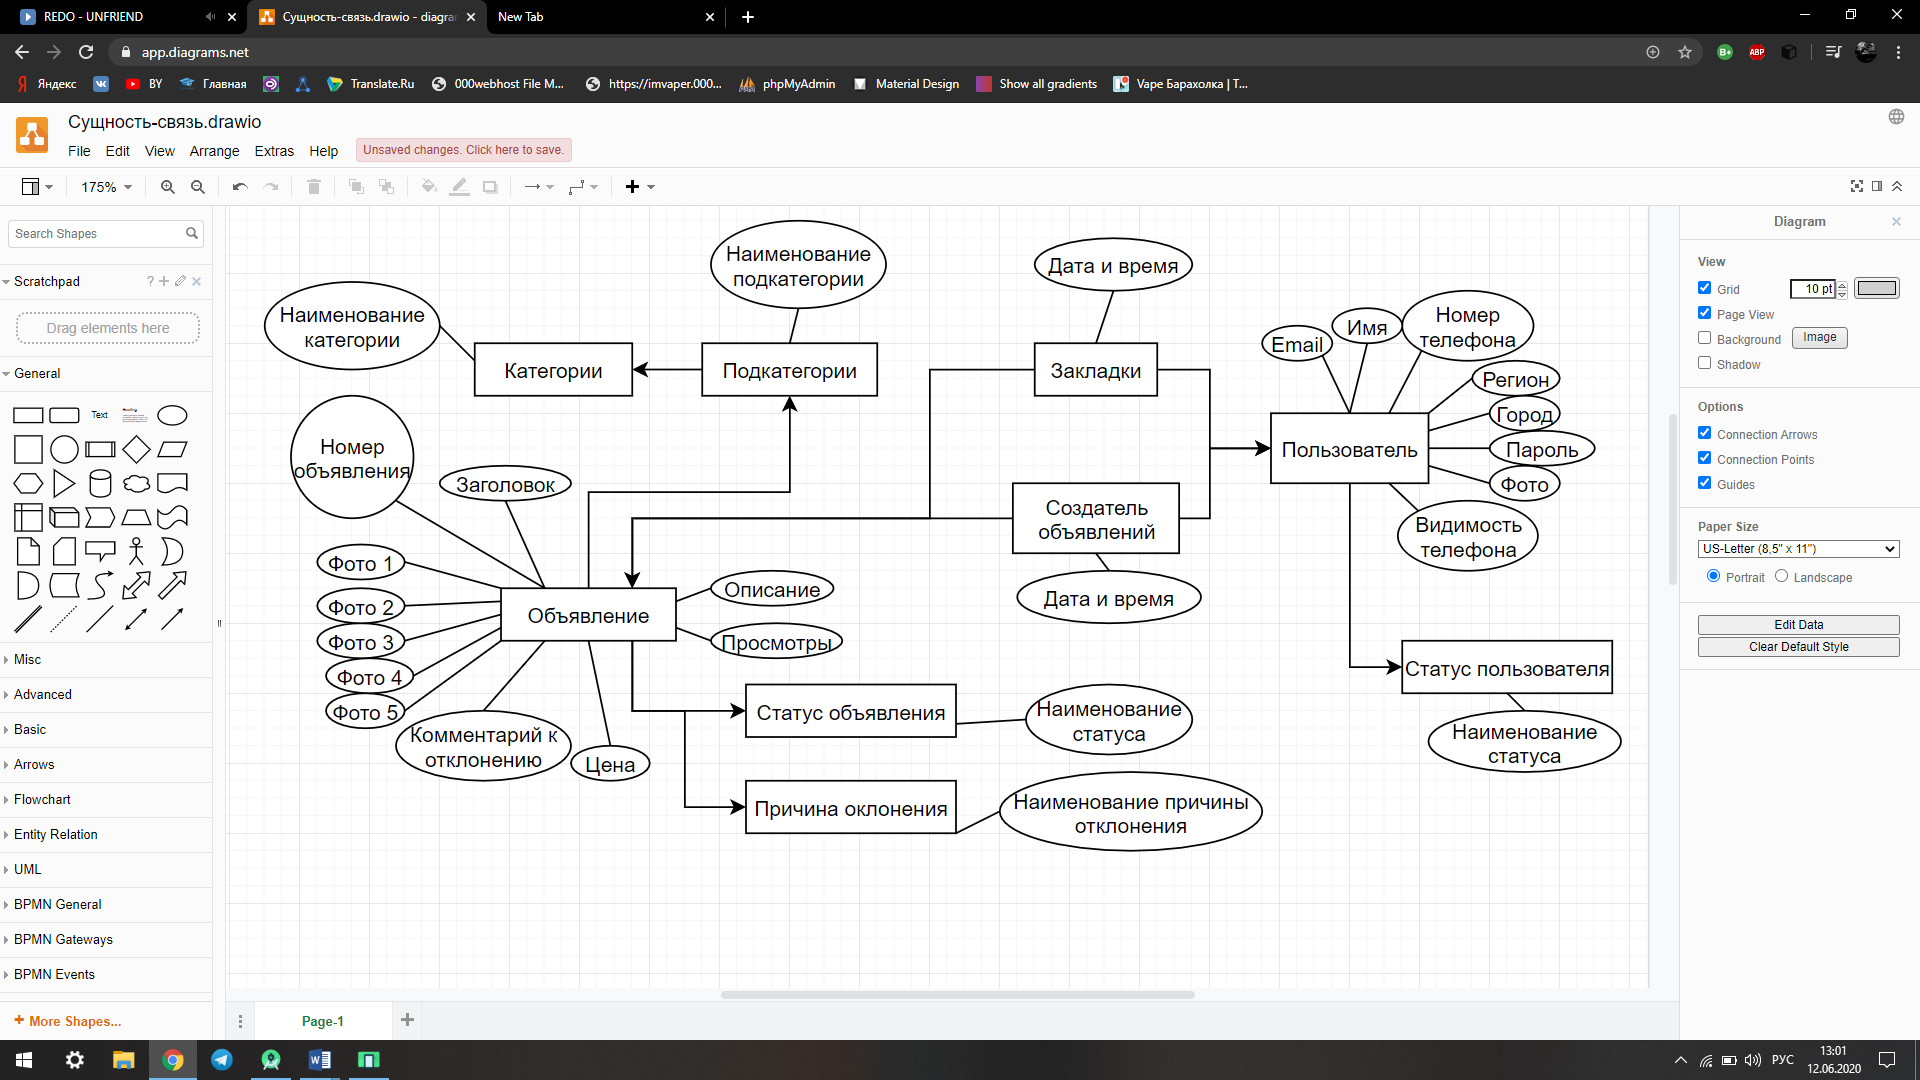 REDO - UNFRIEND
Сущность-связь.drawio - diagra
New Tab
app.diagrams.net
Яндекс
BY
Главная
Translate.Ru
000webhost File M...
https://imvaper.000...
phpMyAdmin
Material Design
Show all gradients
Vape Барахолка | T...
Сущность-связь.drawio
File Edit View Arrange Extras Help
Unsaved changes. Click here to save.
175%
Search Shapes
Scratchpad
?
Drag elements here
General
Text
Misc
Advanced
Basic
Arrows
Flowchart
Entity Relation
UML
BPMN General
BPMN Gateways
BPMN Events
+ More Shapes...
Наименование
подкатегории
Дата и время
Наименование
категории
Категории
Подкатегории
Закладки
Email
Имя
Номер
телефона
Регион
Город
Пароль
Фото
Пользователь
Видимость
телефона
Номер
объявления
Заголовок
Создатель
объявлений
Дата и время
Фото 1
Фото 2
Фото 3
Фото 4
Фото 5
Объявление
Описание
Просмотры
Комментарий к
отклонению
Цена
Статус объявления
Наименование
статуса
Причина оклонения
Наименование причины
отклонения
Статус пользователя
Наименование
статуса
Diagram
View
Grid
10 pt
Page View
Background
Image
Shadow
Options
Connection Arrows
Connection Points
Guides
Paper Size
US-Letter (8,5" x 11")
Portrait
Landscape
Edit Data
Clear Default Style
Page-1
РУС
13:01
12.06.2020